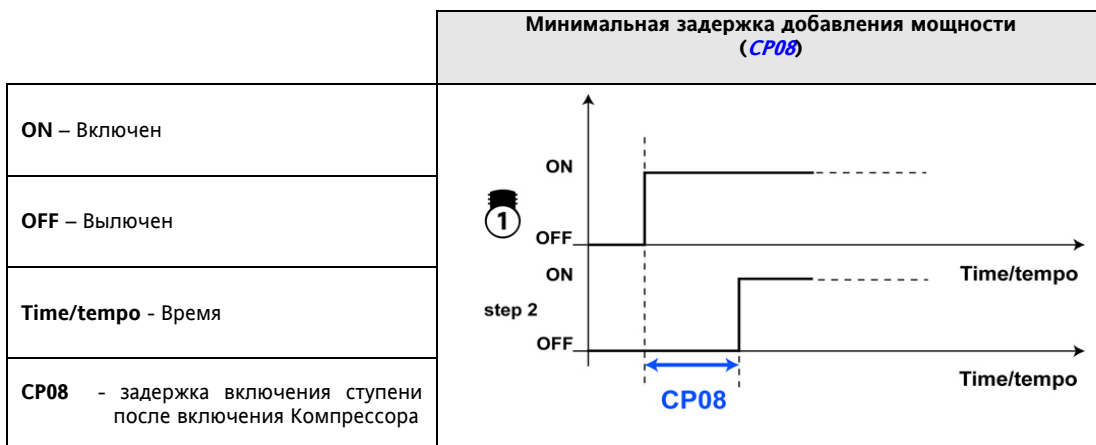 Минимальная задержка добавления мощности
(CP08)
ON – Включен
OFF – Вылючен
Time/tempo - Время
CP08 - задержка включения ступени
после включения Компрессора
ON
1
OFF
Time/tempo
ON
step 2
OFF
Time/tempo
CP08